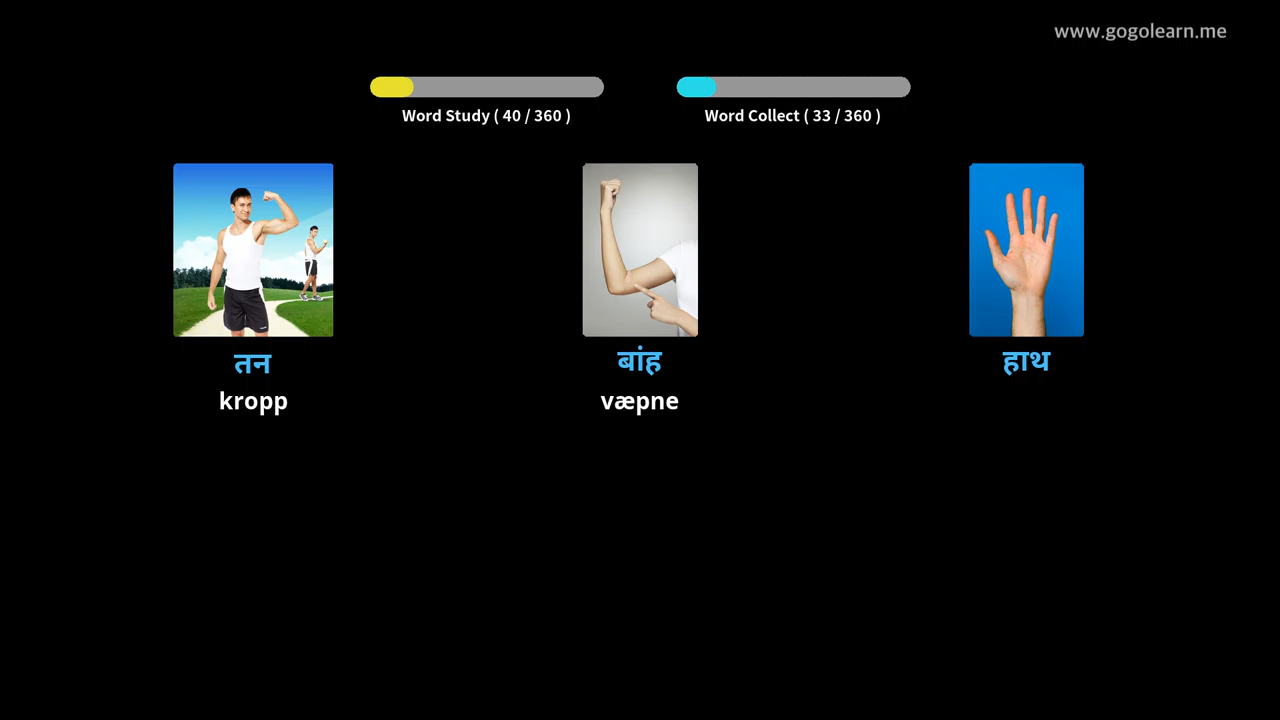 www.gogolearn.me
Word Study ( 40 / 360 )
Word Collect ( 33 / 360 )
तन
बांह
हाथ
kropp
væpne